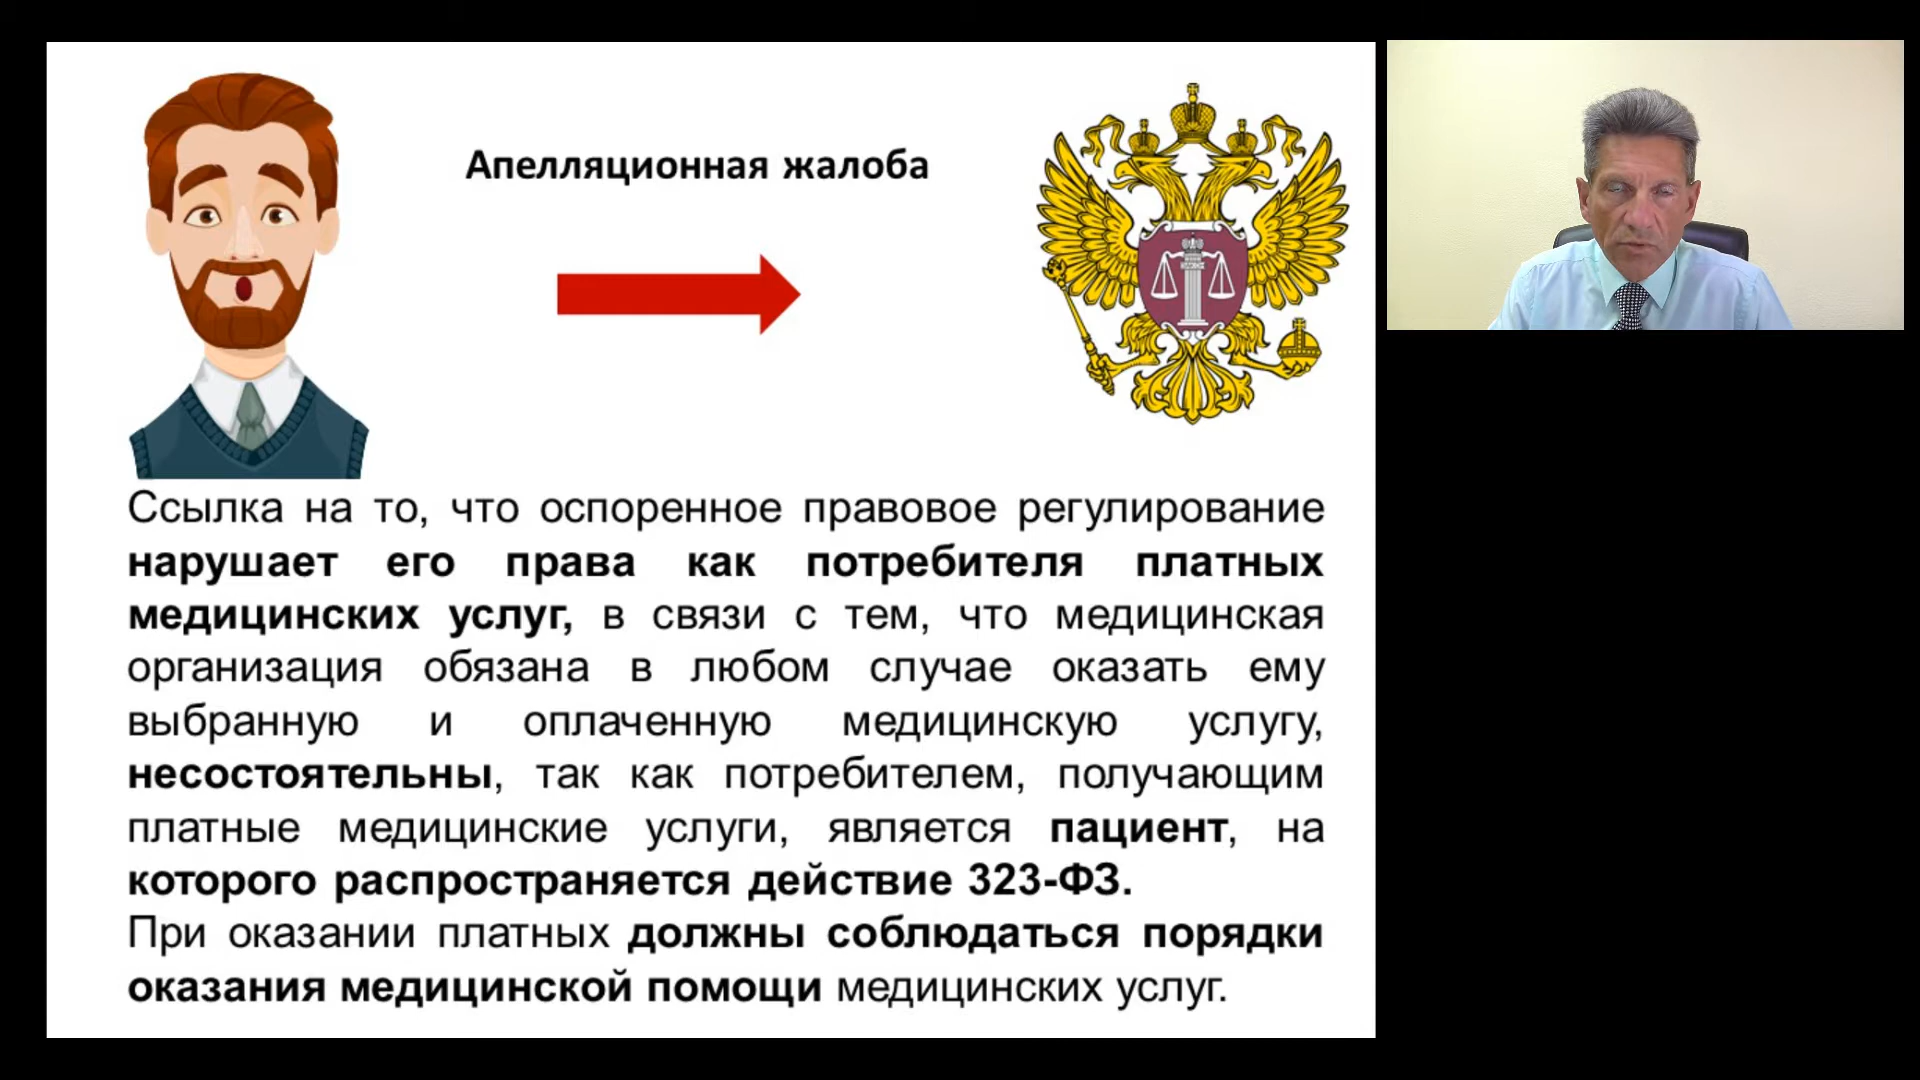 Апелляционная жалоба
Ссылка на то, что оспоренное правовое регулирование
нарушает его права как потребителя платных
медицинских услуг, в связи с тем, что медицинская
организация обязана в любом случае оказать ему
выбранную и оплаченную медицинскую услугу,
несостоятельны, так как потребителем, получающим
платные медицинские услуги, является пациент, на
которого распространяется действие 323-ФЗ.
При оказании платных должны соблюдаться порядки
оказания медицинской помощи медицинских услуг.